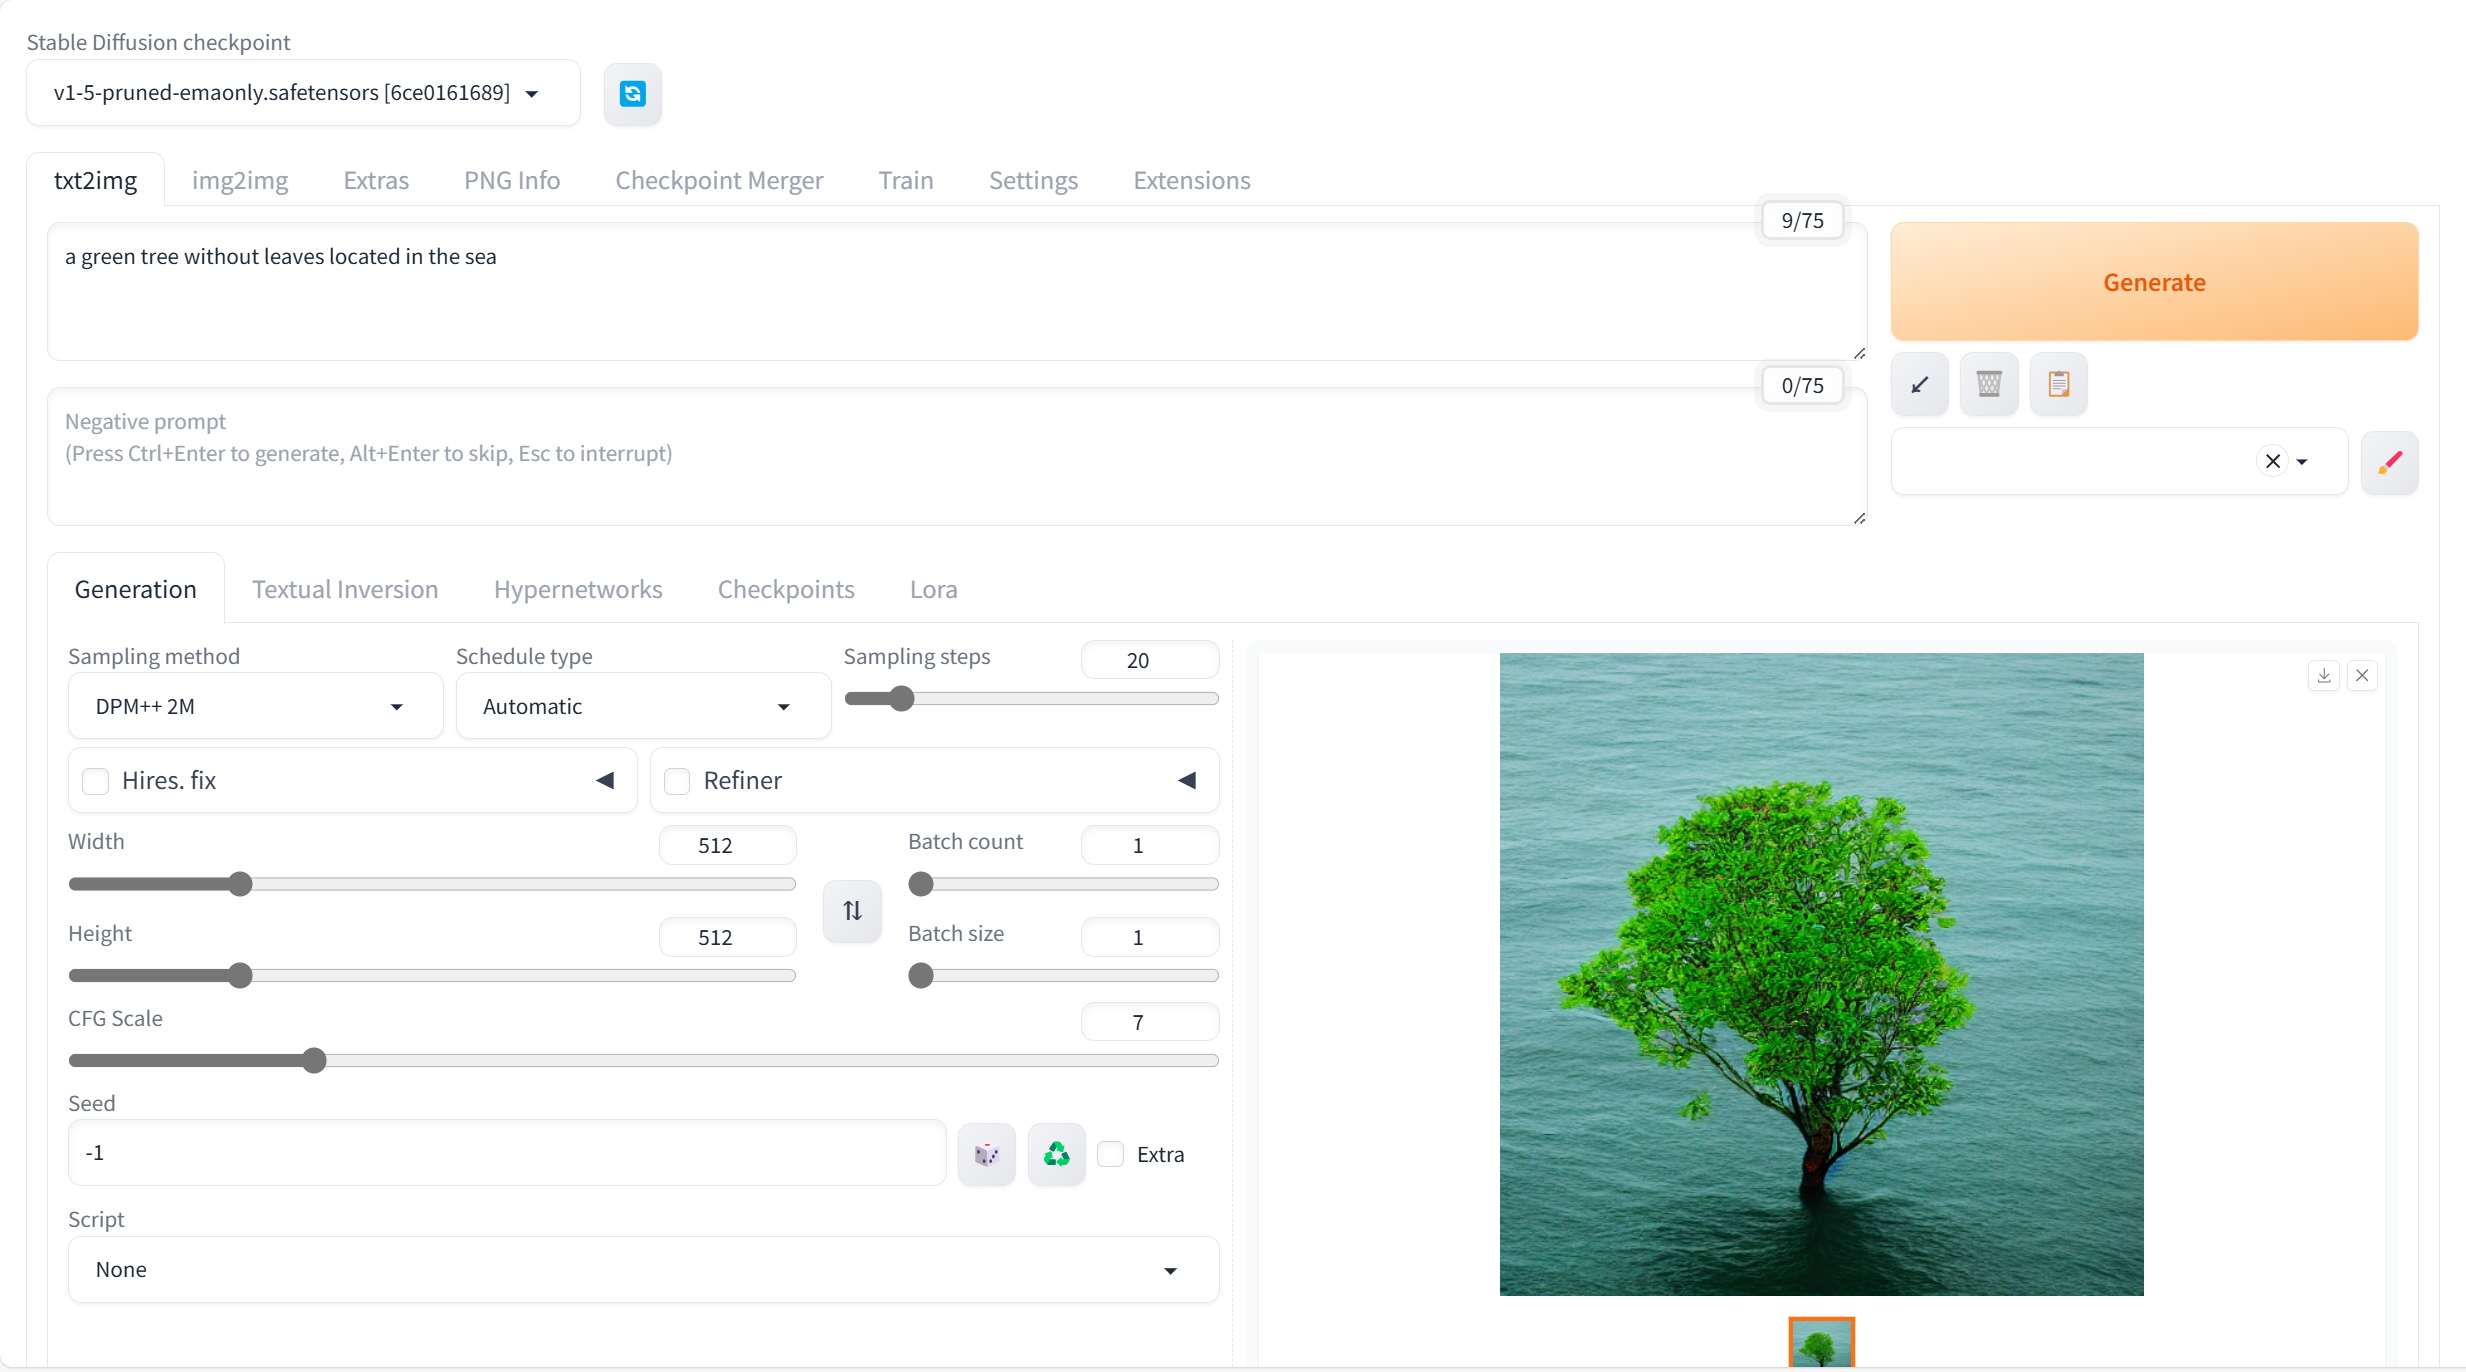 Stable Diffusion checkpoint
v1-5-pruned-emaonly.safetensors [6ce0161689]
txt2img img2img Extras PNG Info Checkpoint Merger Train Settings Extensions
9/75
a green tree without leaves located in the sea
Generate
0/75
Negative prompt
(Press Ctrl+Enter to generate, Alt+Enter to skip, Esc to interrupt)
Generation Textual Inversion Hypernetworks Checkpoints Lora
Sampling method Schedule type Sampling steps 20
DPM++ 2M Automatic
Hires. fix Refiner
Width 512 Batch count 1
Height 512 Batch size 1
CFG Scale 7
Seed
-1 Extra
Script
None